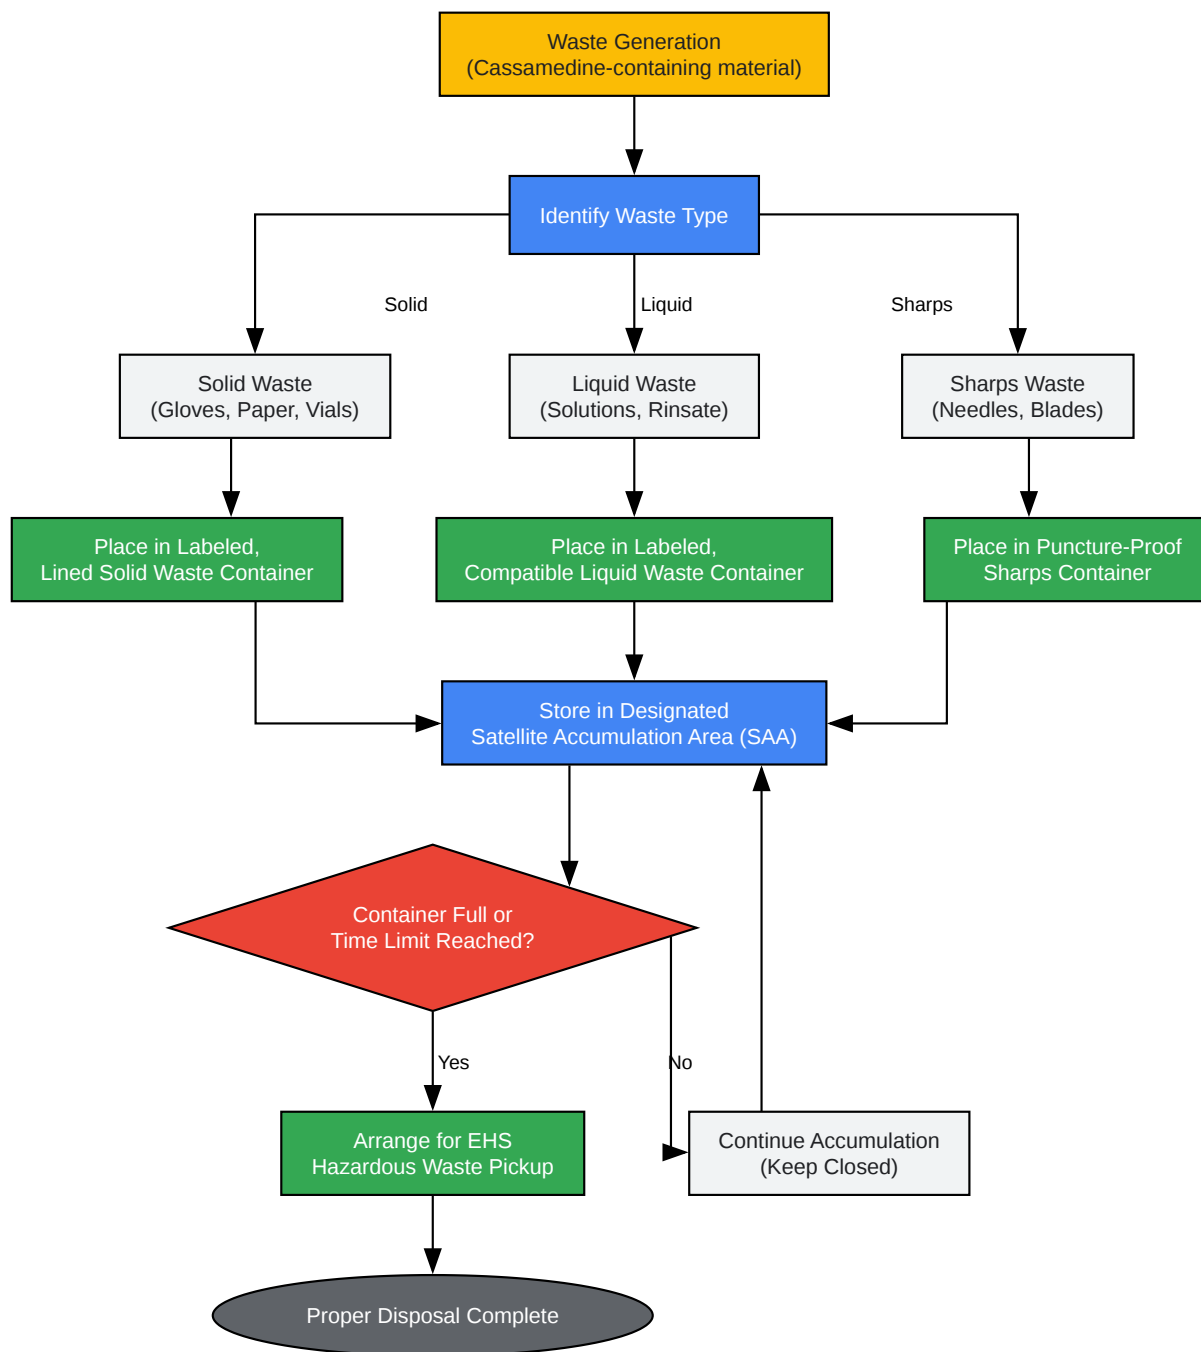 Waste Generation
(Cassamedine-containing material)
Identify Waste Type
Solid
Liquid
Sharps
Solid Waste
(Gloves, Paper, Vials)
Liquid Waste
(Solutions, Rinsate)
Sharps Waste
(Needles, Blades)
Place in Labeled,
Lined Solid Waste Container
Place in Labeled,
Compatible Liquid Waste Container
Place in Puncture-Proof
Sharps Container
Store in Designated
Satellite Accumulation Area (SAA)
Container Full or
Time Limit Reached?
Yes
No
Arrange for EHS
Hazardous Waste Pickup
Continue Accumulation
(Keep Closed)
Proper Disposal Complete